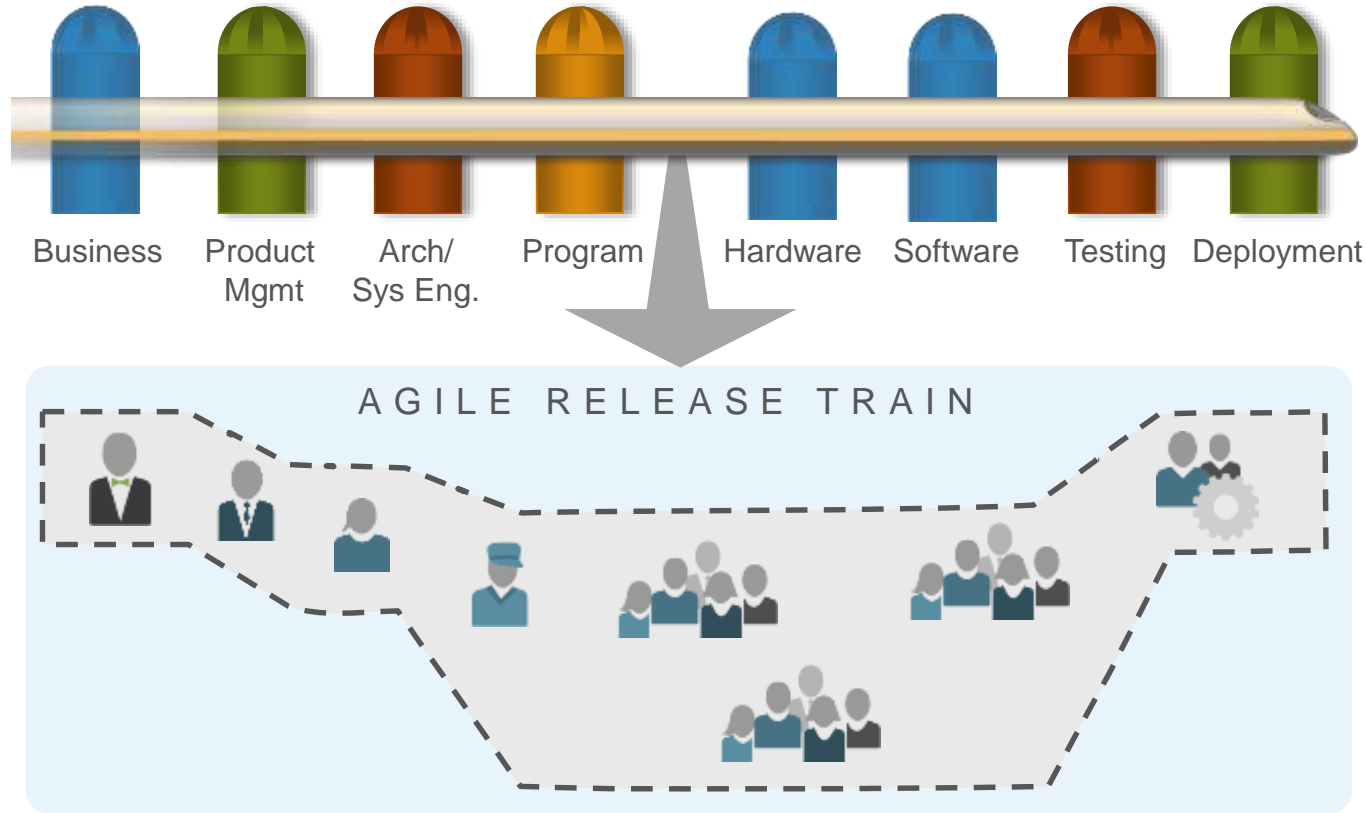 Business
Product
Mgmt
Arch/
Sys Eng.
Program
Hardware
Software
Testing
Deployment
AGILE RELEASE TRAIN